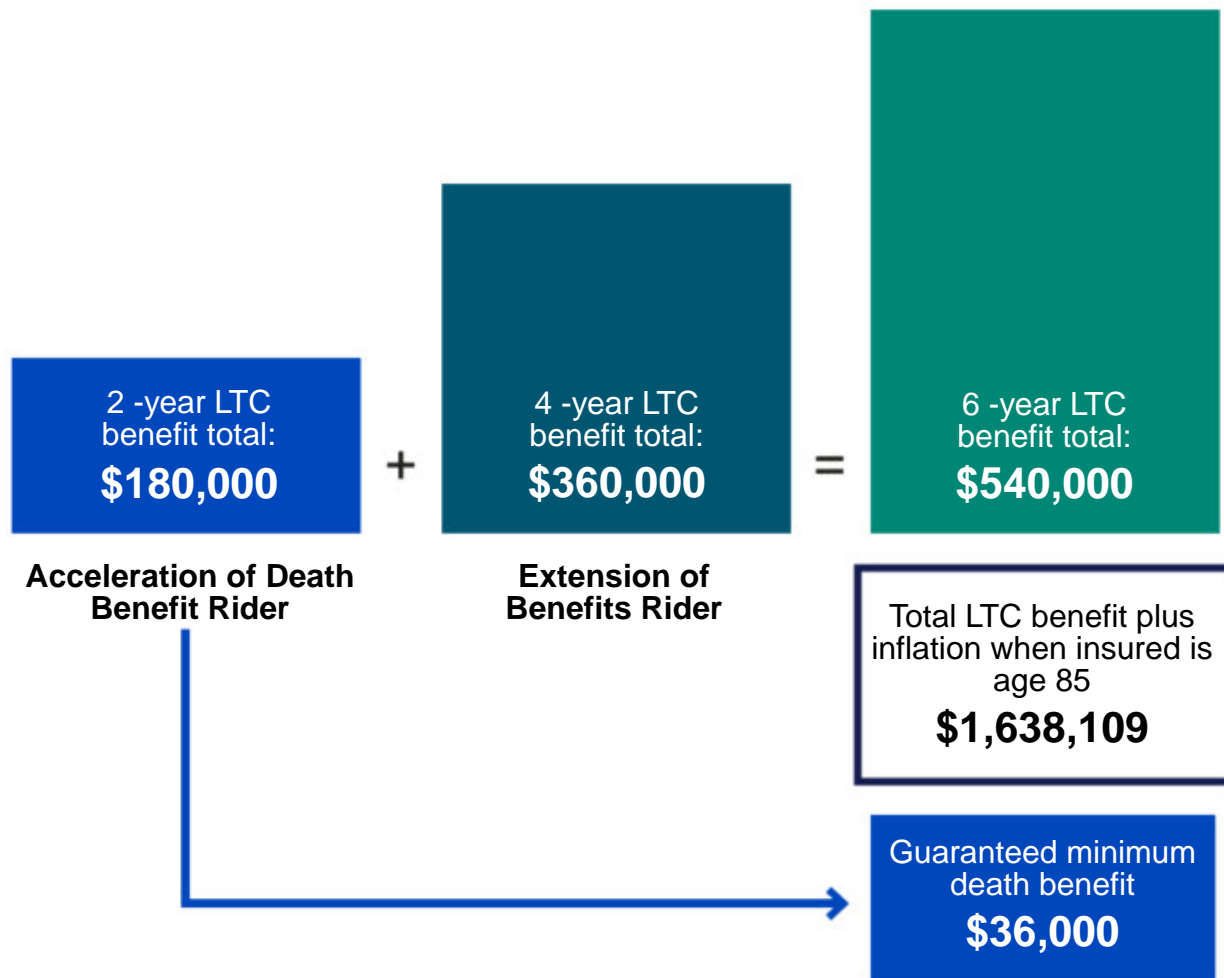 2 -year LTC
benefit total:
$180,000
+
4 -year LTC
benefit total:
$360,000
=
6 -year LTC
benefit total:
$540,000
Acceleration of Death
Benefit Rider
Extension of
Benefits Rider
Total LTC benefit plus
inflation when insured is
age 85
$1,638,109
Guaranteed minimum
death benefit
$36,000